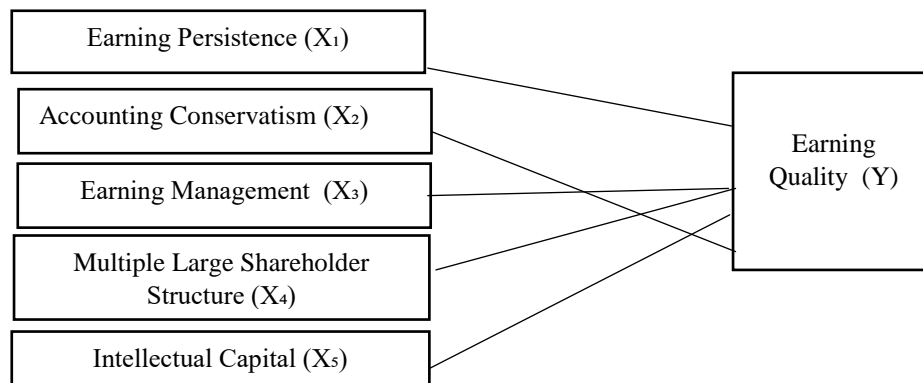 Earning Persistence (X₁)
Accounting Conservatism (X₂)
Earning Management (X₃)
Multiple Large Shareholder
Structure (X₄)
Intellectual Capital (X₅)
Earning
Quality (Y)